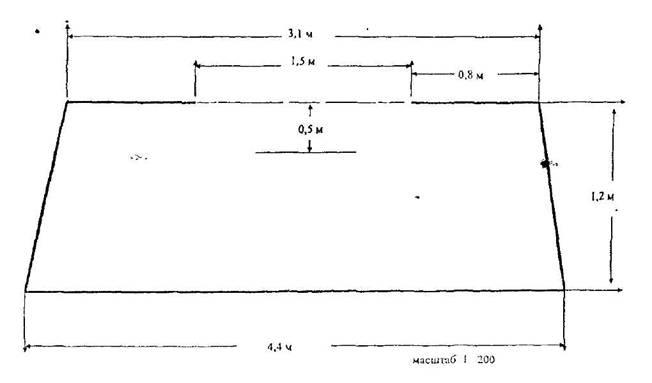 3,1 м
1,5 м
0,8 м
0,5 м
1,2 м
4,4 м
масштаб 1 200